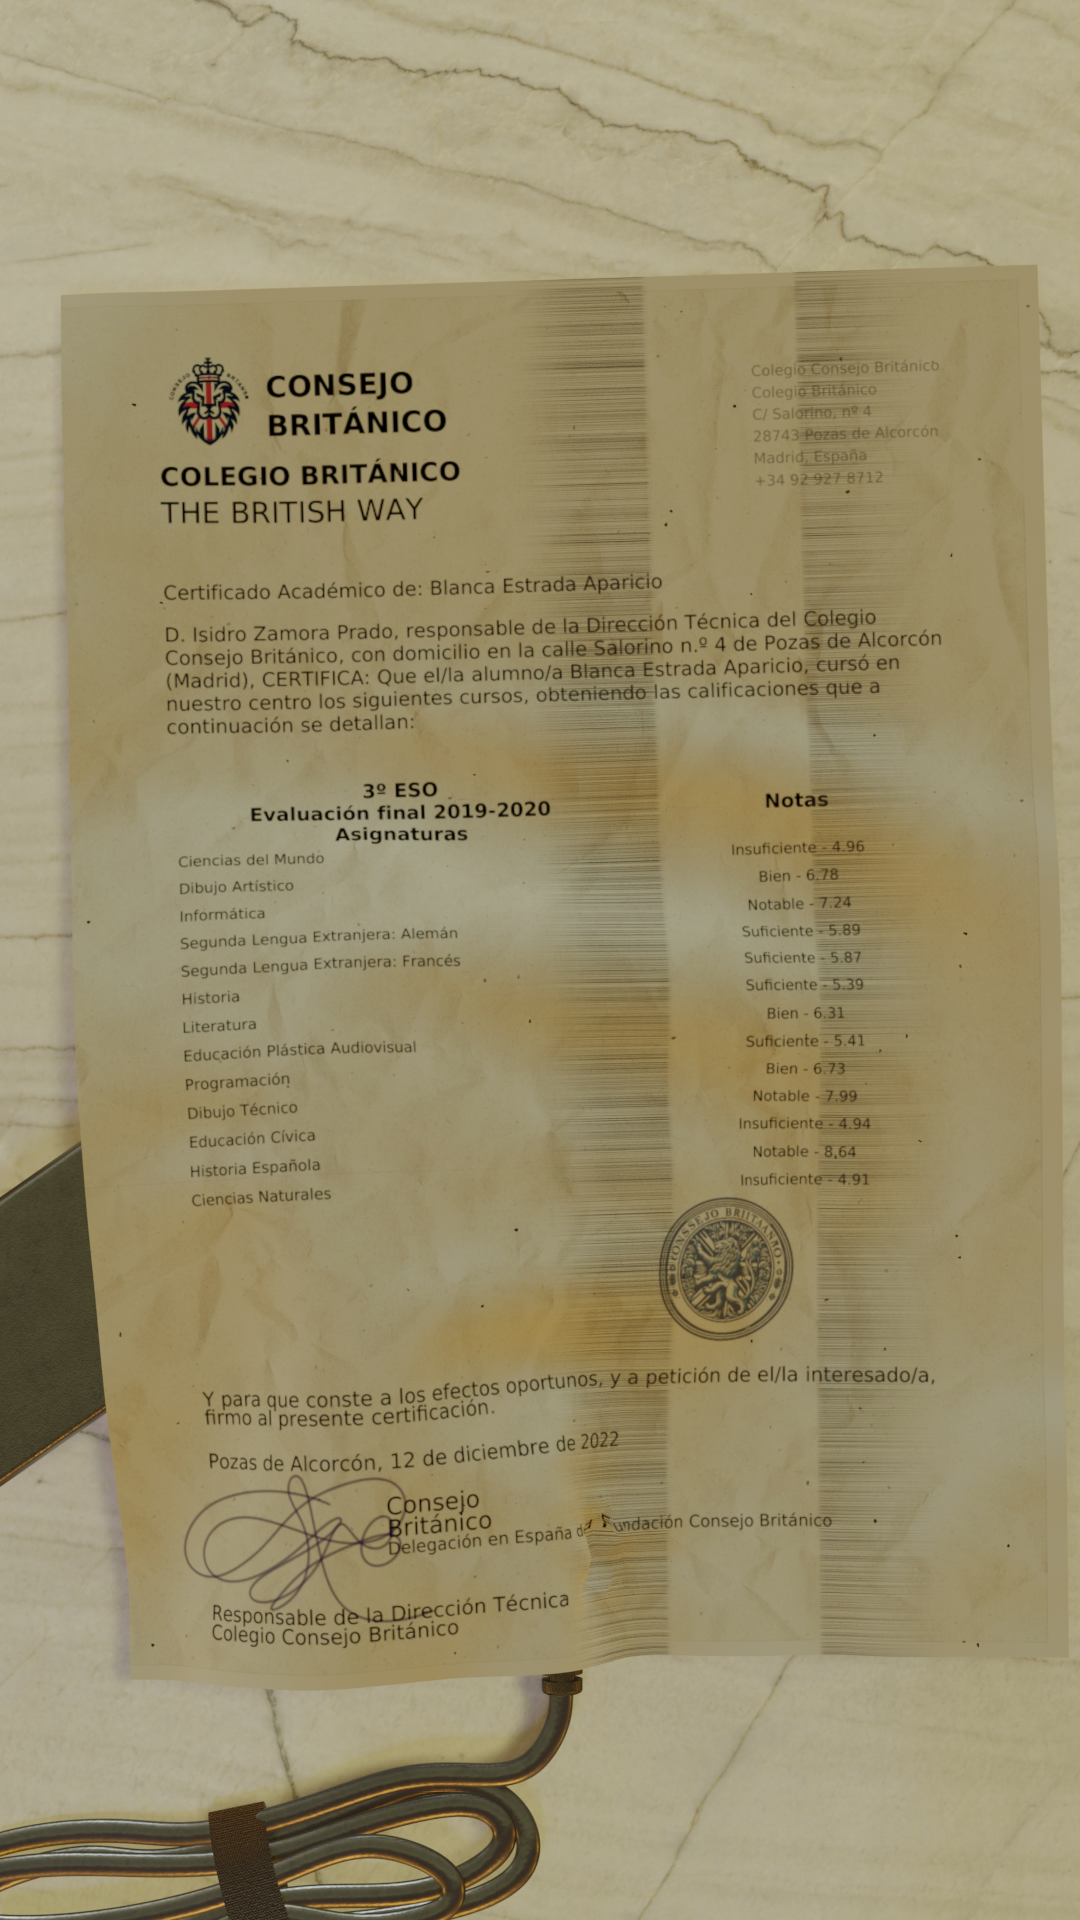 CONSEJO
BRITÁNICO
COLEGIO BRITÁNICO
THE BRITISH WAY
Colegio Consejo Británico
Colegio Británico
C/ Salorino, nº 4
28743 Pozas de Alcorcón
Madrid, España
+34 92 927 8712
Certificado Académico de: Blanca Estrada Aparicio
D. Isidro Zamora Prado, responsable de la Dirección Técnica del Colegio
Consejo Británico, con domicilio en la calle Salorino n.º 4 de Pozas de Alcorcón
(Madrid), CERTIFICA: Que el/la alumno/a Blanca Estrada Aparicio, cursó en
nuestro centro los siguientes cursos, obteniendo las calificaciones que a
continuación se detallan:
3º ESO
Evaluación final 2019-2020
Asignaturas Notas
Ciencias del Mundo Insuficiente - 4.96
Dibujo Artístico Bien - 6.78
Informática Notable - 7.24
Segunda Lengua Extranjera: Alemán Suficiente - 5.89
Segunda Lengua Extranjera: Francés Suficiente - 5.87
Historia Suficiente - 5.39
Literatura Bien - 6.31
Educación Plástica Audiovisual Suficiente - 5.41
Programación Bien - 6.73
Dibujo Técnico Notable - 7.99
Educación Cívica Insuficiente - 4.94
Historia Española Notable - 8.64
Ciencias Naturales Insuficiente - 4.91
Y para que conste a los efectos oportunos, y a petición de el/la interesado/a,
firmo al presente certificación.
Pozas de Alcorcón, 12 de diciembre de 2022
Consejo
Británico
Delegación en España de Fundación Consejo Británico
Responsable de la Dirección Técnica
Colegio Consejo Británico